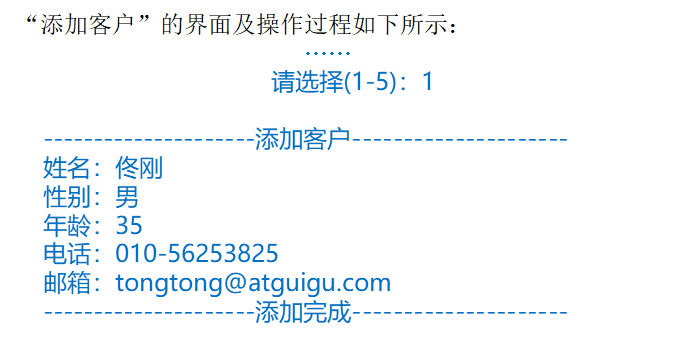 “添加客户”的界面及操作过程如下所示：
······
请选择(1-5)：1
---------------------添加客户---------------------
姓名：佟刚
性别：男
年龄：35
电话：010-56253825
邮箱：tongtong@atguigu.com
---------------------添加完成---------------------